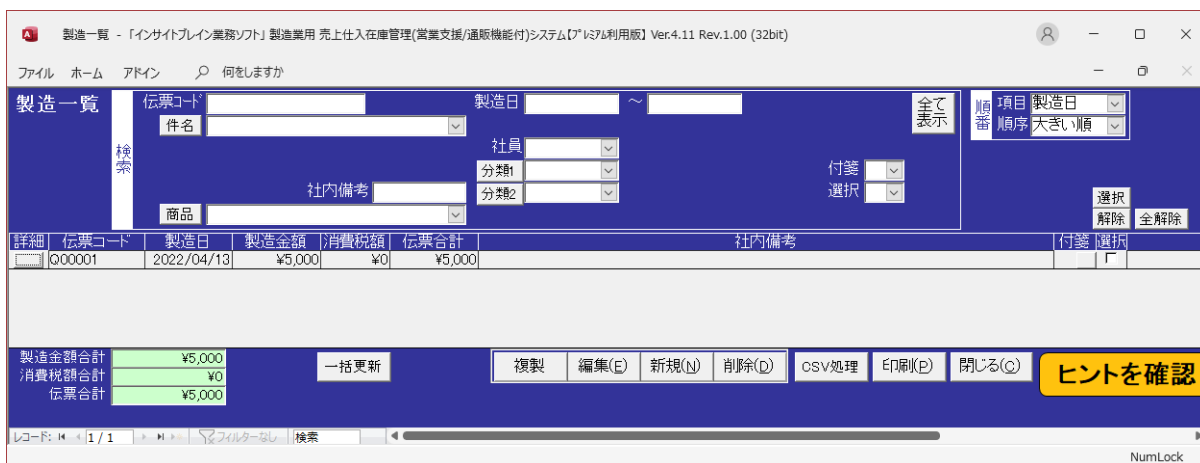 製造一覧 - 「インサイトブレイン業務ソフト」 製造業用 売上仕入在庫管理(営業支援/通販機能付)システム【プレミアム利用版】 Ver.4.11 Rev.1.00 (32bit)
ファイル ホーム アドイン 何をしますか
製造一覧 検索 伝票コード 製造日 ～ 全て表示 順番 項目 製造日
件名 順序 大きい順
社員
分類1 付箋
社内備考 分類2 選択
商品 選択解除 全解除
詳細 伝票コード 製造日 製造金額 消費税額 伝票合計 社内備考 付箋 選択
Q00001 2022/04/13 ¥5,000 ¥0 ¥5,000
製造金額合計 ¥5,000 一括更新 複製 編集(E) 新規(N) 削除(D) CSV処理 印刷(P) 閉じる(C) ヒントを確認
消費税額合計 ¥0
伝票合計 ¥5,000
レコード: 1 / 1 フィルターなし 検索
NumLock